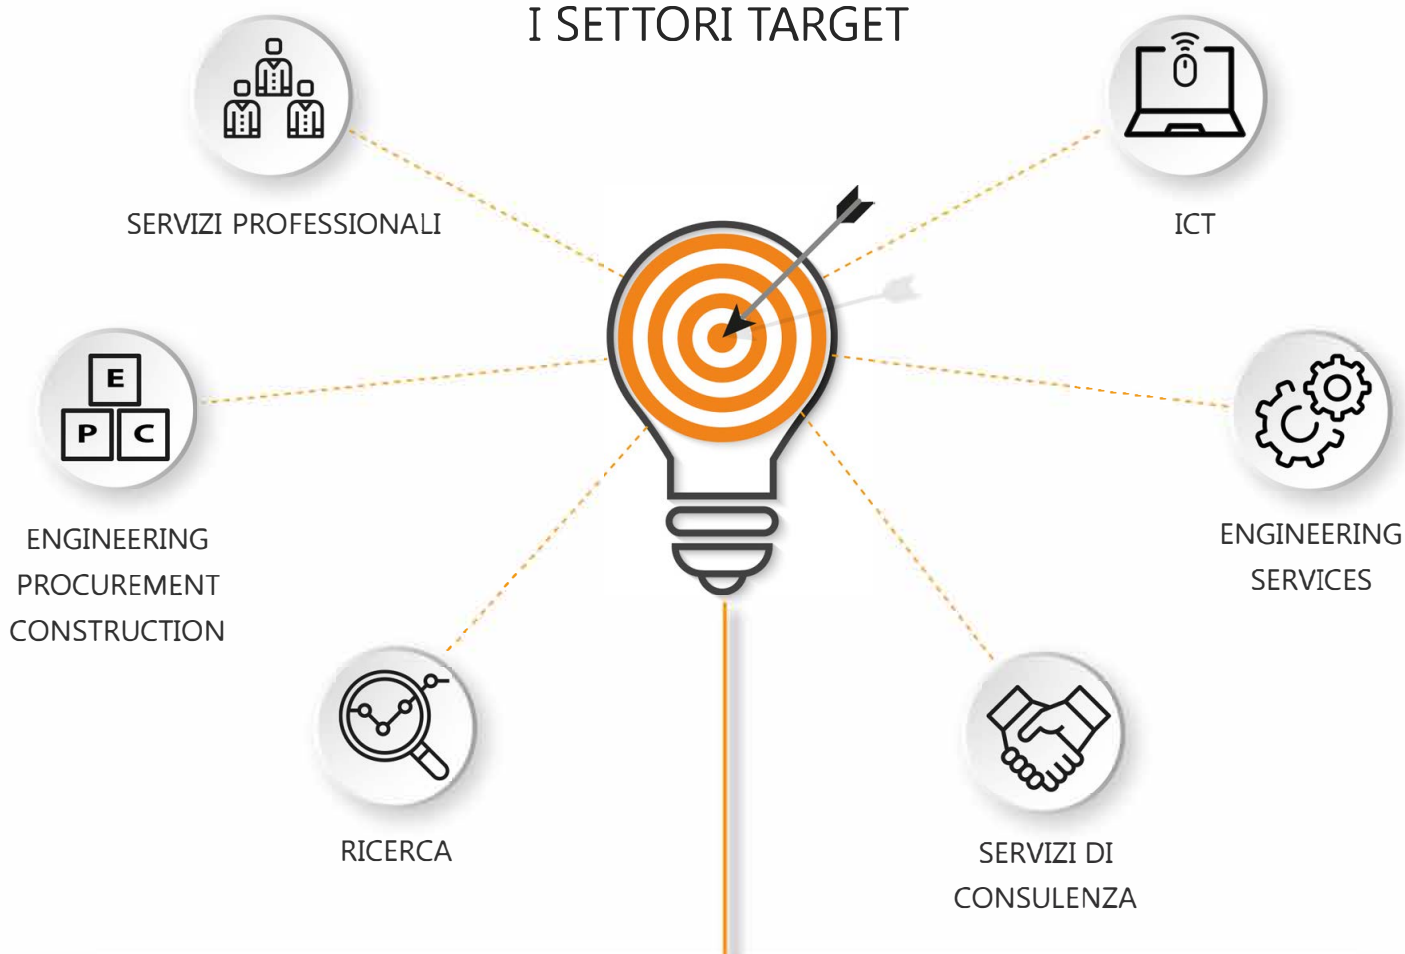 I SETTORI TARGET
SERVIZI PROFESSIONALI
ICT
E
P C
ENGINEERING
PROCUREMENT
CONSTRUCTION
ENGINEERING
SERVICES
RICERCA
SERVIZI DI
CONSULENZA